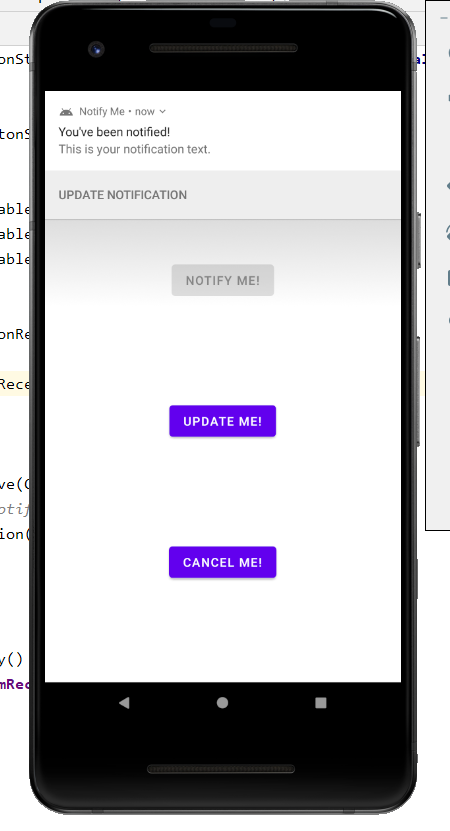 onSt
Notify Me • now
You've been notified!
This is your notification text.
tonS
UPDATE NOTIFICATION
able
able
able
NOTIFY ME!
onRe
Rece
UPDATE ME!
ve(C
otif
ion(
CANCEL ME!
y()
mRec